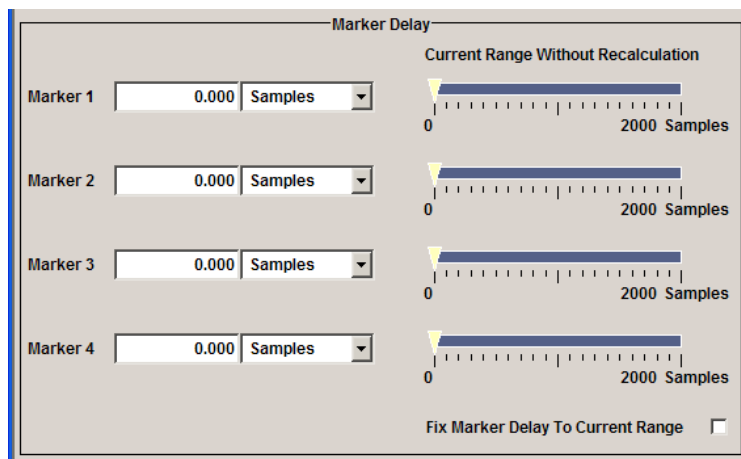 Marker Delay
Current Range Without Recalculation
Marker 1 0.000 Samples
0 2000 Samples
Marker 2 0.000 Samples
0 2000 Samples
Marker 3 0.000 Samples
0 2000 Samples
Marker 4 0.000 Samples
0 2000 Samples
Fix Marker Delay To Current Range